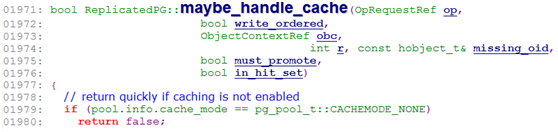 01971: bool ReplicatedPG::maybe_handle_cache(OpRequestRef op,
01972: bool write_ordered,
01973: ObjectContextRef obc,
01974: int r, const hobject_t& missing_oid,
01975: bool must_promote,
01976: bool in_hit_set)
01977: {
01978: // return quickly if caching is not enabled
01979: if (pool.info.cache_mode == pg_pool_t::CACHEMODE_NONE)
01980: return false;